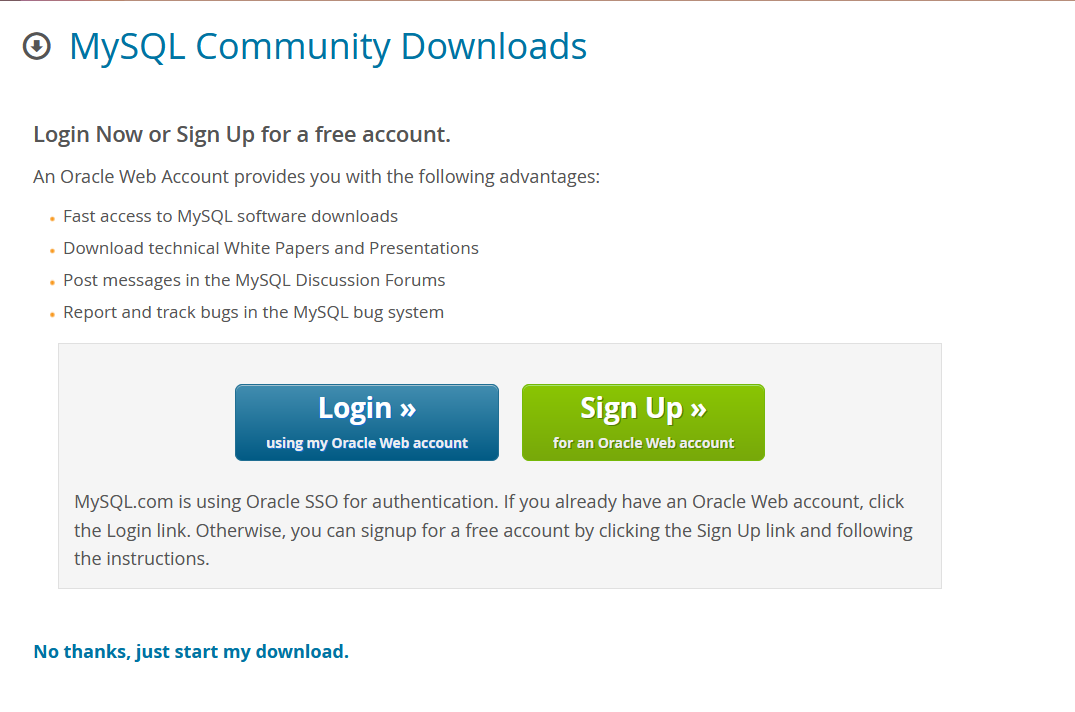 MySQL Community Downloads
Login Now or Sign Up for a free account.
An Oracle Web Account provides you with the following advantages:
Fast access to MySQL software downloads
Download technical White Papers and Presentations
Post messages in the MySQL Discussion Forums
Report and track bugs in the MySQL bug system
Login »
using my Oracle Web account
Sign Up »
for an Oracle Web account
MySQL.com is using Oracle SSO for authentication. If you already have an Oracle Web account, click
the Login link. Otherwise, you can signup for a free account by clicking the Sign Up link and following
the instructions.
No thanks, just start my download.